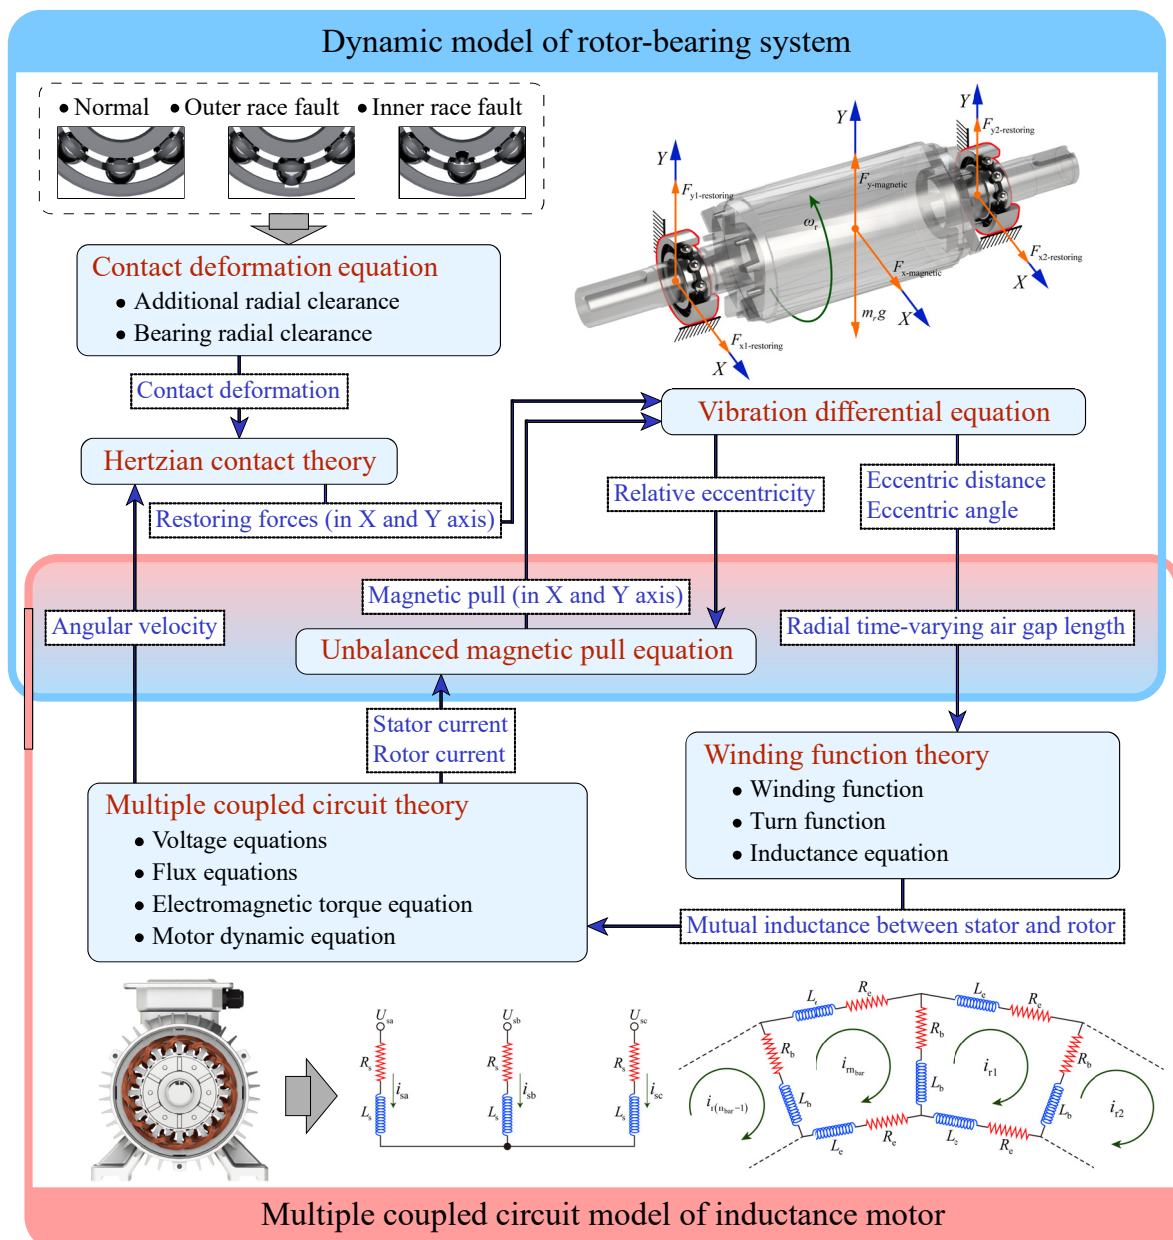 Dynamic model of rotor-bearing system
• Normal • Outer race fault • Inner race fault
Contact deformation equation
• Additional radial clearance
• Bearing radial clearance
Contact deformation
Hertzian contact theory
Restoring forces (in X and Y axis)
Y
F y1-restoring
F x1-restoring
X
Y
F y-magnetic
ω r
F x-magnetic
X
m r g
Y
F y2-restoring
F x2-restoring
X
Vibration differential equation
Relative eccentricity
Eccentric distance
Eccentric angle
Angular velocity
Magnetic pull (in X and Y axis)
Radial time-varying air gap length
Unbalanced magnetic pull equation
Stator current
Rotor current
Winding function theory
• Winding function
• Turn function
• Inductance equation
Multiple coupled circuit theory
• Voltage equations
• Flux equations
• Electromagnetic torque equation
• Motor dynamic equation
Mutual inductance between stator and rotor
U sa U sb U sc
R s R s R s
i sa i sb i sc
L s L s L s
L e R e L e R e
R b R b R b
i rn bar i r1
L b L b L b
i r(n bar −1) i r2
L e R e L e R e
Multiple coupled circuit model of inductance motor